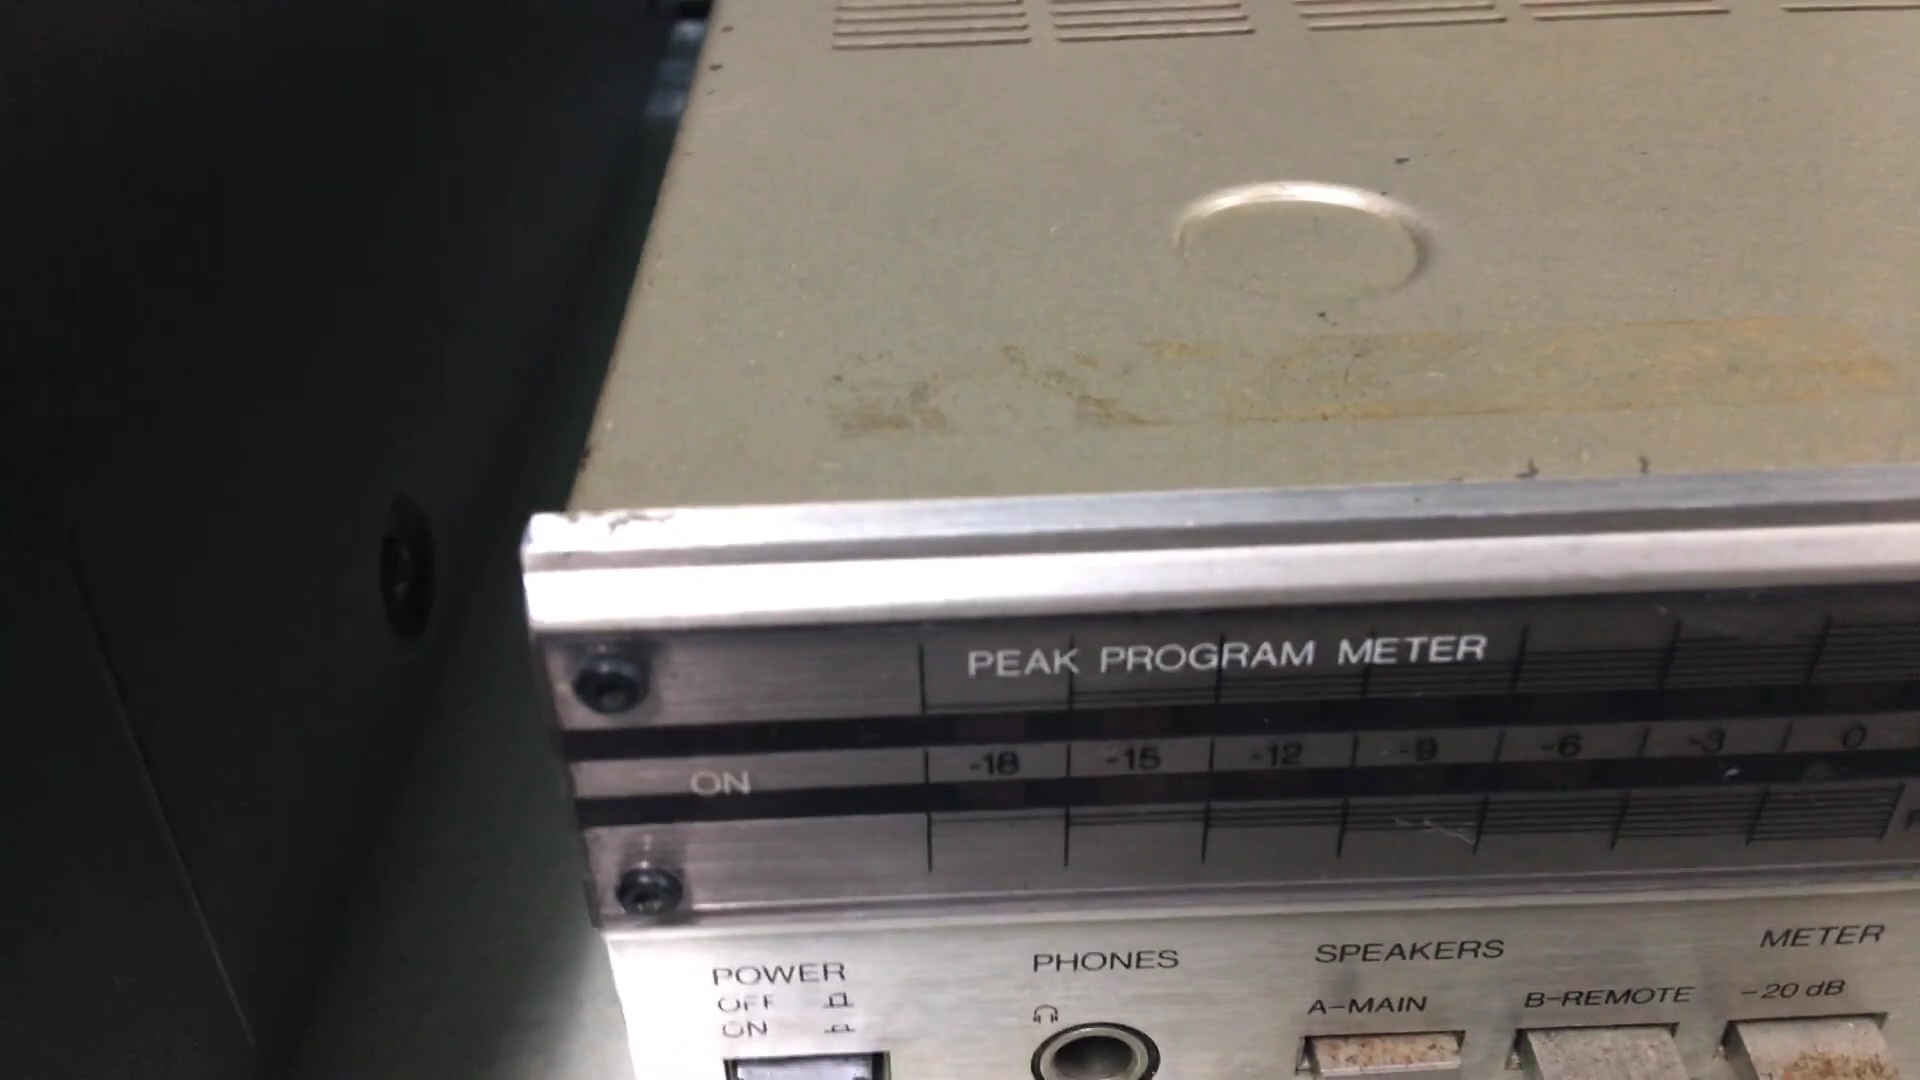 PEAK PROGRAM METER
ON -18 -15 -12 -9 -6 -3 0
POWER PHONES SPEAKERS METER
OFF A-MAIN B-REMOTE -20 dB
ON